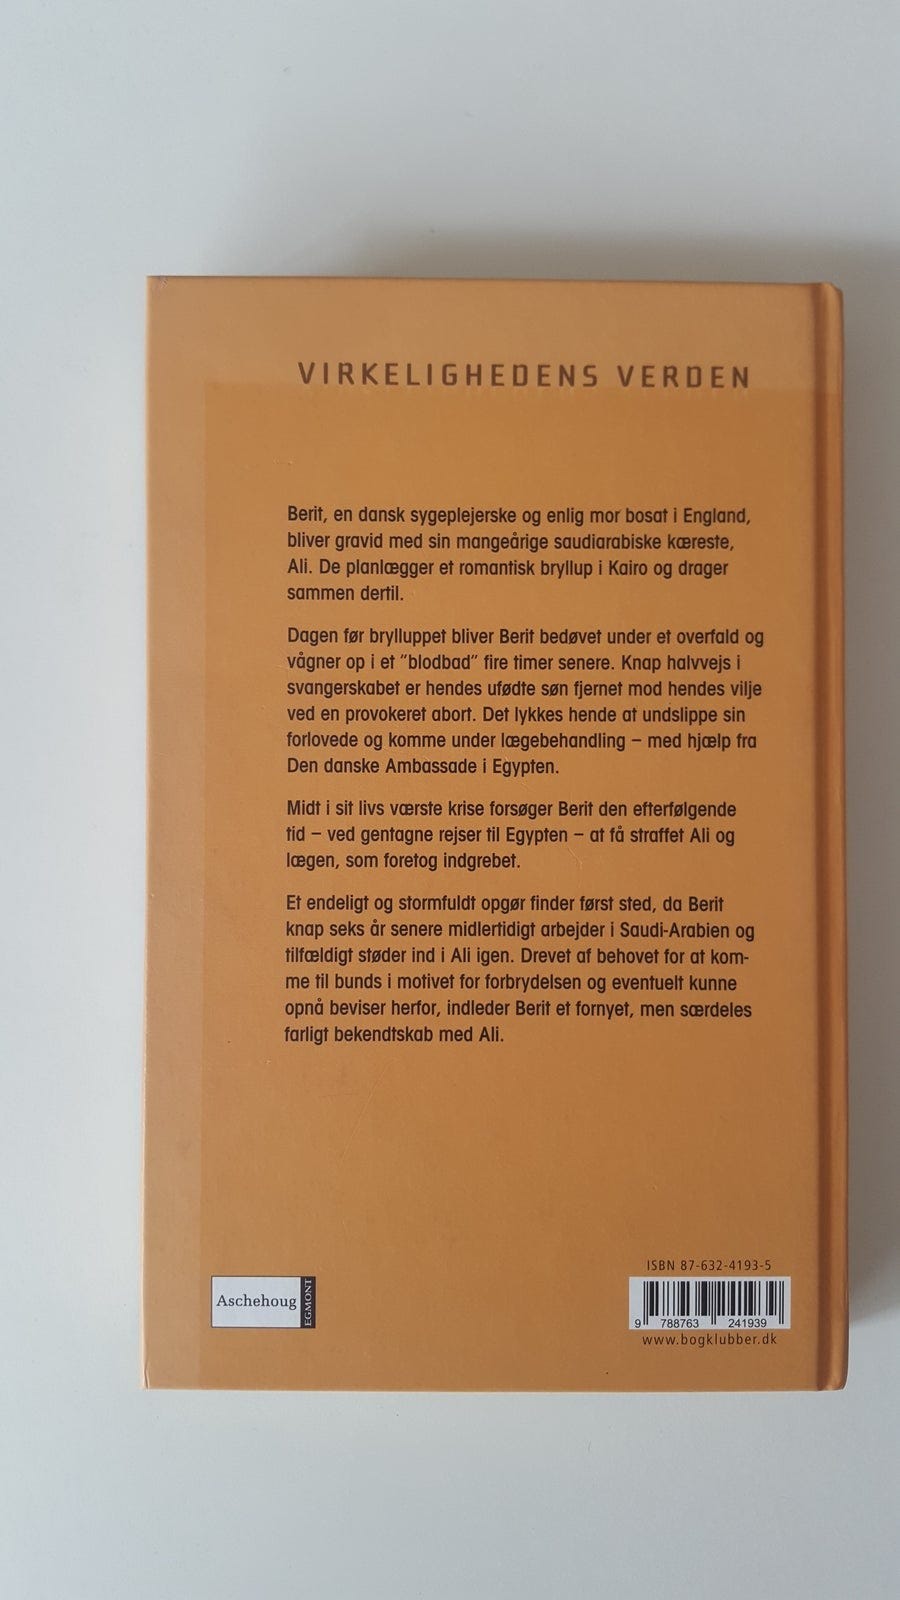 VIRKELIGHEDENS VERDEN
Berit, en dansk sygeplejerske og enlig mor bosat i England,
bliver gravid med sin mangeårige saudiarabiske kæreste,
Ali. De planlægger et romantisk bryllup i Kairo og drager
sammen dertil.
Dagen før brylluppet bliver Berit bedøvet under et overfald og
vågner op i et "blodbad" fire timer senere. Knap halvvejs i
svangerskabet er hendes ufødte søn fjernet mod hendes vilje
ved en provokeret abort. Det lykkes hende at undslippe sin
forlovede og komme under lægebehandling – med hjælp fra
Den danske Ambassade i Egypten.
Midt i sit livs værste krise forsøger Berit den efterfølgende
tid – ved gentagne rejser til Egypten – at få straffet Ali og
lægen, som foretog indgrebet.
Et endeligt og stormfuldt opgør finder først sted, da Berit
knap seks år senere midlertidigt arbejder i Saudi-Arabien og
tilfældigt støder ind i Ali igen. Drevet af behovet for at kom-
me til bunds i motivet for forbrydelsen og eventuelt kunne
opnå beviser herfor, indleder Berit et fornyet, men særdeles
farligt bekendtskab med Ali.
Aschehoug
EGMONT
ISBN 87-632-4193-5
9 788763 241939
www.bogklubber.dk